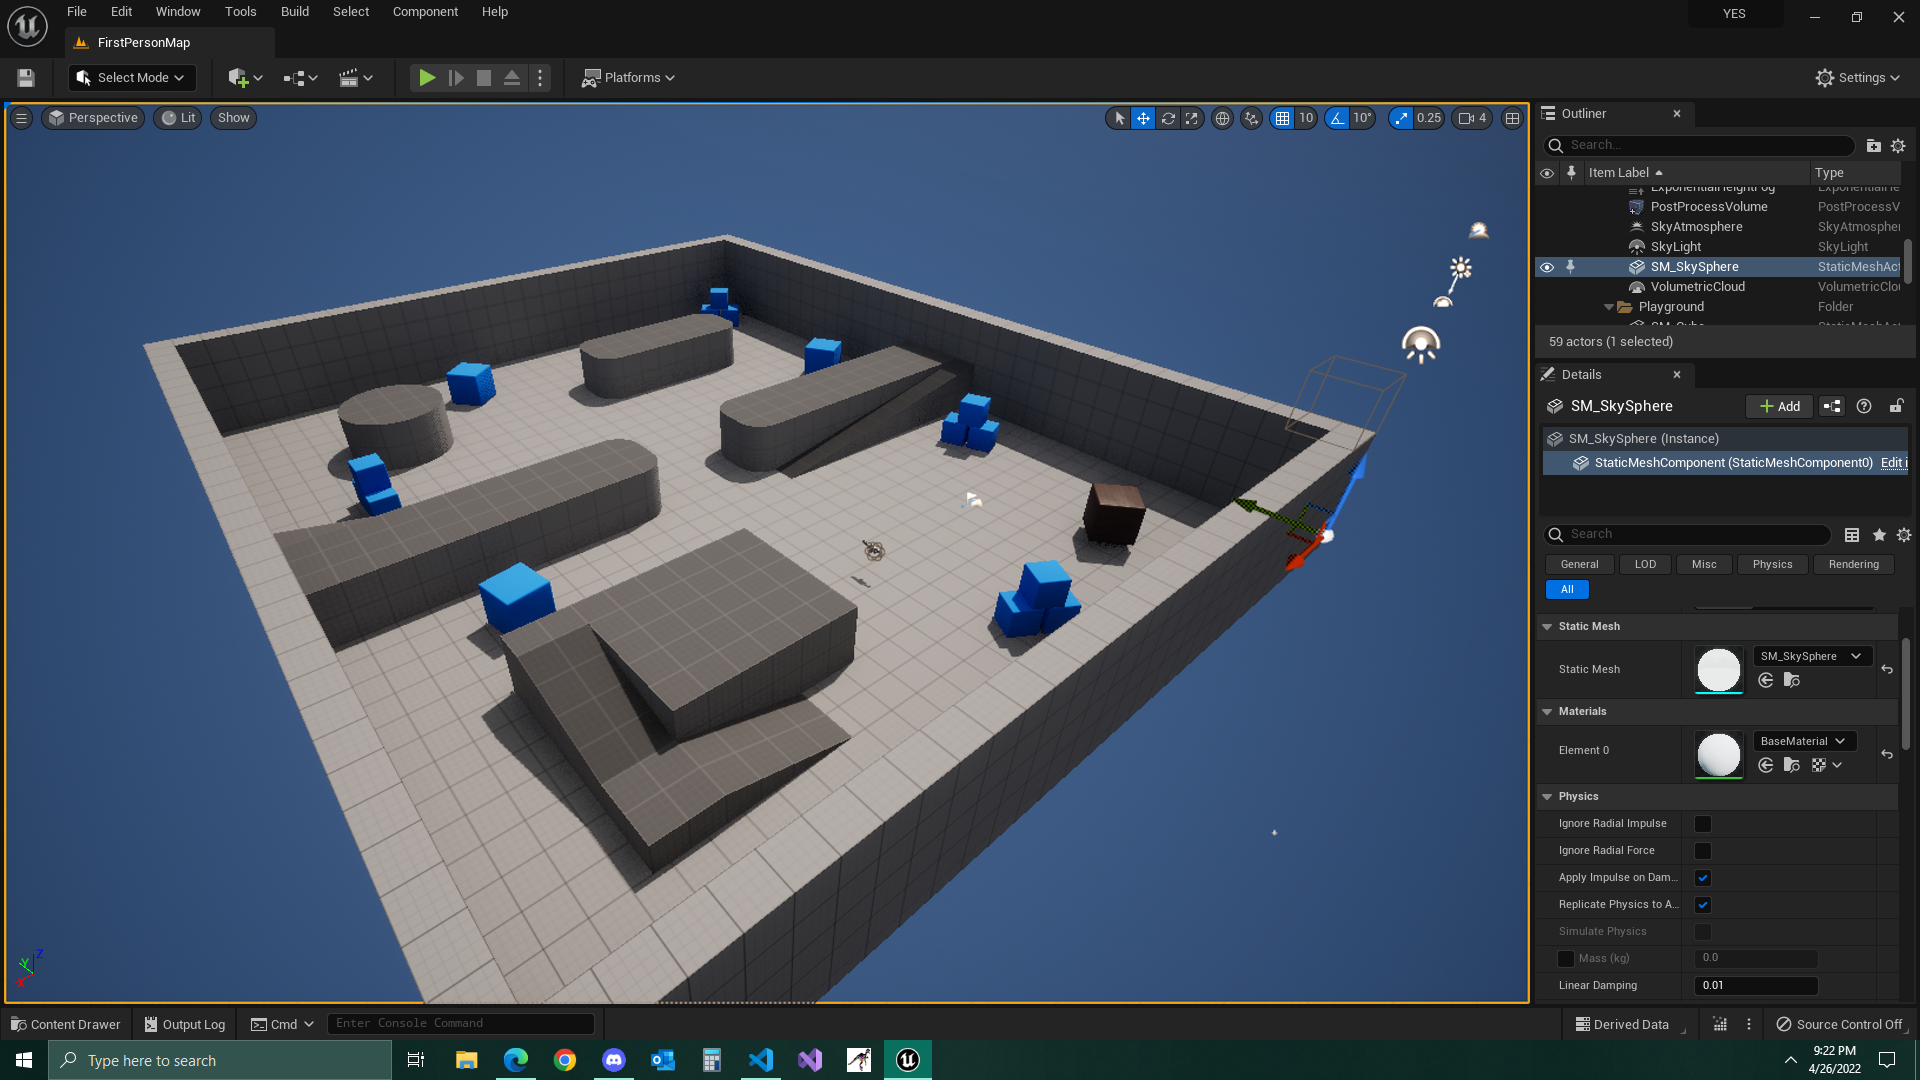 File Edit Window Tools Build Select Component Help
YES
FirstPersonMap
Select Mode
Platforms
Settings
Perspective Lit Show
10 10° 0.25 4
Outliner
Search...
Item Label Type
ExponentialHeightFog
PostProcessVolume PostProcessV
SkyAtmosphere SkyAtmospher
SkyLight SkyLight
SM_SkySphere StaticMeshAct
VolumetricCloud VolumetricClou
Playground Folder
59 actors (1 selected)
Details
SM_SkySphere Add
SM_SkySphere (Instance)
StaticMeshComponent (StaticMeshComponent0) Edit i
Search
General LOD Misc Physics Rendering
All
Static Mesh
Static Mesh SM_SkySphere
Materials
Element 0 BaseMaterial
Physics
Ignore Radial Impulse
Ignore Radial Force
Apply Impulse on Dam...
Replicate Physics to A...
Simulate Physics
Mass (kg) 0.0
Linear Damping 0.01
Z
Y
X
Content Drawer Output Log Cmd Enter Console Command Derived Data Source Control Off
Type here to search
9:22 PM
4/26/2022